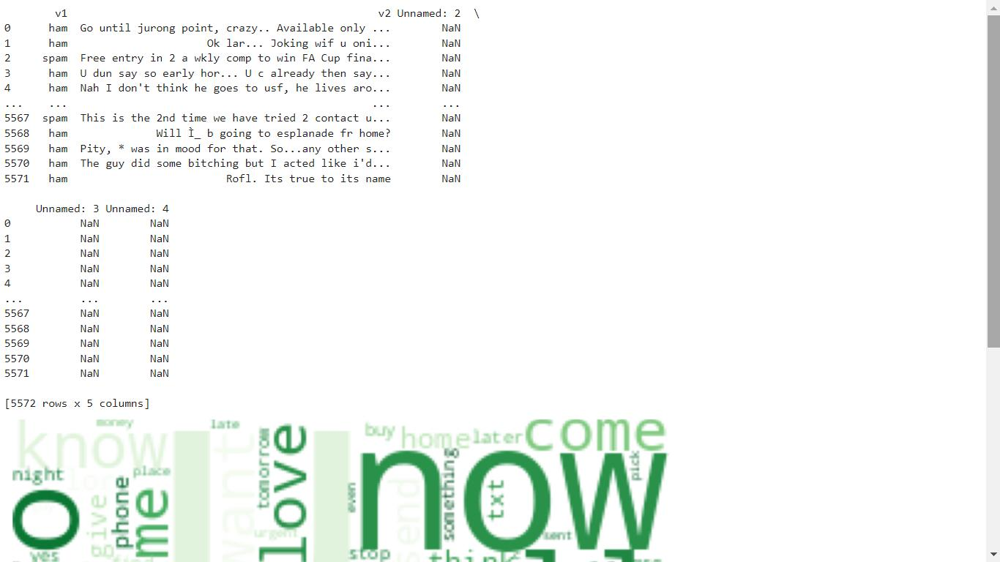 v1 v2 Unnamed: 2 \
0 ham Go until jurong point, crazy.. Available only ... NaN
1 ham Ok lar... Joking wif u oni... NaN
2 spam Free entry in 2 a wkly comp to win FA Cup fina... NaN
3 ham U dun say so early hor... U c already then say... NaN
4 ham Nah I don't think he goes to usf, he lives aro... NaN
... ... ... ...
5567 spam This is the 2nd time we have tried 2 contact u... NaN
5568 ham Will Ì_ b going to esplanade fr home? NaN
5569 ham Pity, * was in mood for that. So...any other s... NaN
5570 ham The guy did some bitching but I acted like i'd... NaN
5571 ham Rofl. Its true to its name NaN
Unnamed: 3 Unnamed: 4
0 NaN NaN
1 NaN NaN
2 NaN NaN
3 NaN NaN
4 NaN NaN
... ... ...
5567 NaN NaN
5568 NaN NaN
5569 NaN NaN
5570 NaN NaN
5571 NaN NaN
[5572 rows x 5 columns]
money
know
late
want
tomorrow
love
buy
home
later
come
night
place
phone
give
me
urgent
even
now
something
send
txt
pick
sent
yes
stop
think